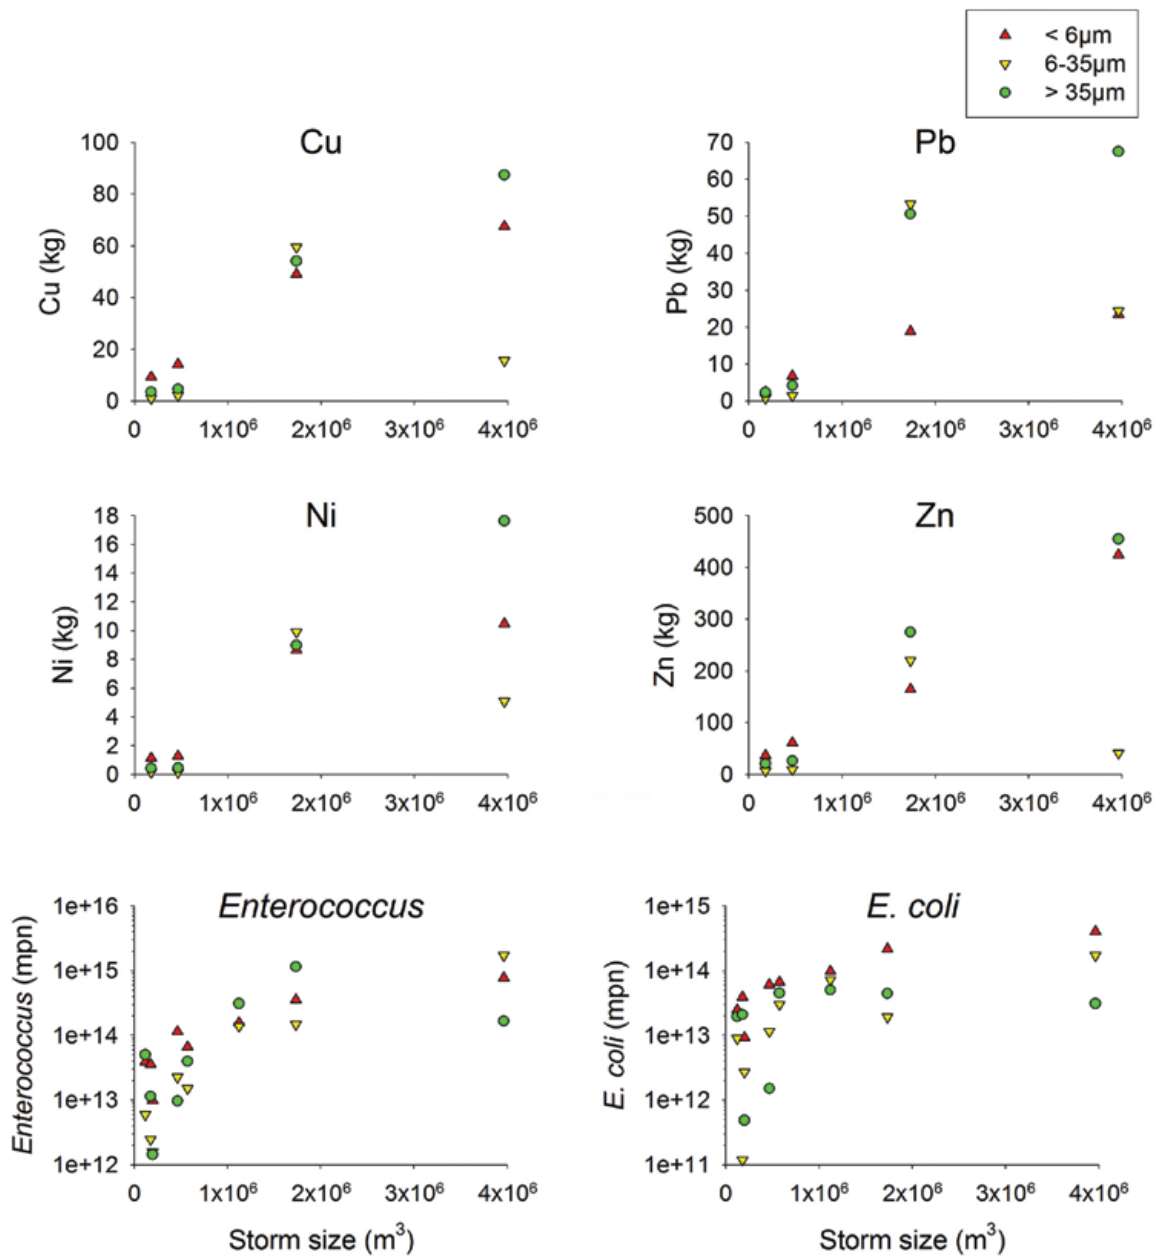 < 6µm
6-35µm
> 35µm
Cu
Cu (kg)
100
80
60
40
20
0
0 1x10⁶ 2x10⁶ 3x10⁶ 4x10⁶
Pb
Pb (kg)
70
60
50
40
30
20
10
0
0 1x10⁶ 2x10⁶ 3x10⁶ 4x10⁶
Ni
Ni (kg)
18
16
14
12
10
8
6
4
2
0
0 1x10⁶ 2x10⁶ 3x10⁶ 4x10⁶
Zn
Zn (kg)
500
400
300
200
100
0
0 1x10⁶ 2x10⁶ 3x10⁶ 4x10⁶
Enterococcus
Enterococcus (mpn)
1e+16
1e+15
1e+14
1e+13
1e+12
0 1x10⁶ 2x10⁶ 3x10⁶ 4x10⁶
Storm size (m³)
E. coli
E. coli (mpn)
1e+15
1e+14
1e+13
1e+12
1e+11
0 1x10⁶ 2x10⁶ 3x10⁶ 4x10⁶
Storm size (m³)